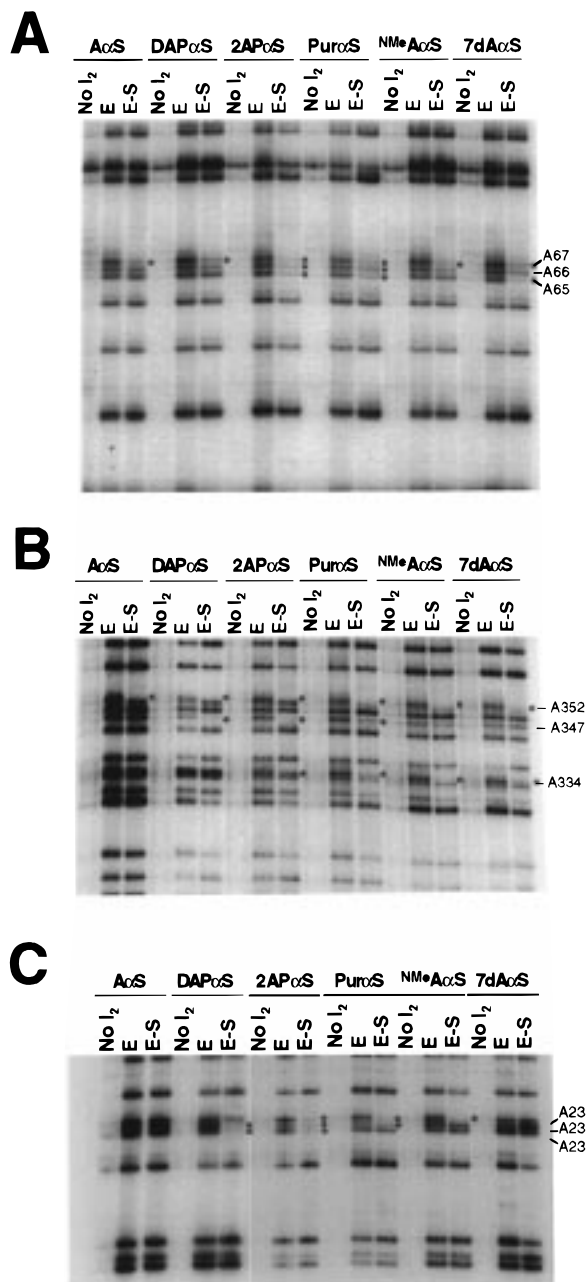 A
AαS DAPαS 2APαS PurαS NMeAαS 7dAαS
No I2 E E-S No I2 E E-S No I2 E E-S No I2 E E-S No I2 E E-S No I2 E E-S
A67
A66
A65
B
AαS DAPαS 2APαS PurαS NMeAαS 7dAαS
No I2 E E-S No I2 E E-S No I2 E E-S No I2 E E-S No I2 E E-S No I2 E E-S
A352
A347
A334
C
AαS DAPαS 2APαS PurαS NMeAαS 7dAαS
No I2 E E-S No I2 E E-S No I2 E E-S No I2 E E-S No I2 E E-S No I2 E E-S
A23
A23
A23